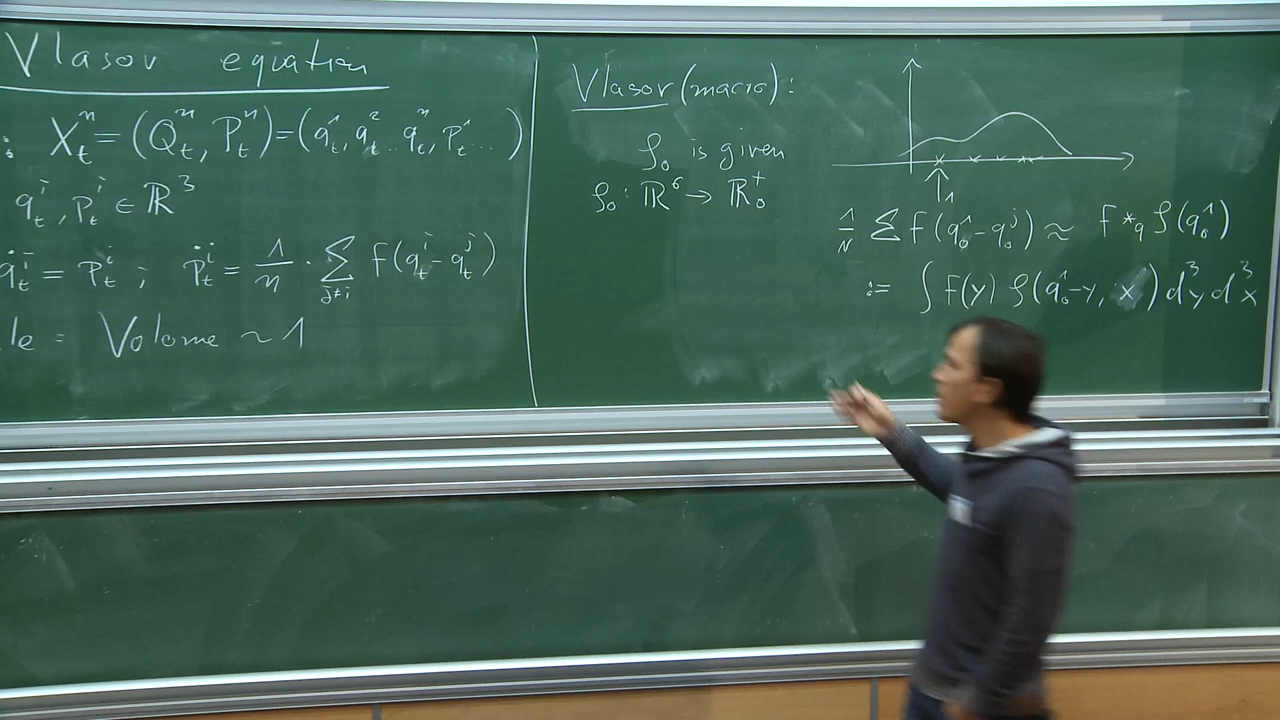 Vlasov equation
: X_t^n = (Q_t^n, P_t^n) = (q_t^1, q_t^2 .. q_t^n, p_t^1 ... )
q_t^i, p_t^i ∈ ℝ^3
q̇_t^i = p_t^i ; ṗ_t^i = 1/n · ∑_{j≠i} f(q_t^i - q_t^j)
le = Volume ~ 1
Vlasov (macro) :
ρ_0 is given
ρ_0 : ℝ^6 → ℝ_0^+
1
1/N ∑ f(q_0^1 - q_0^j) ≈ f *_q ρ(q_0^1)
:= ∫ f(y) ρ(q_0^1 - y, x) d^3y d^3x